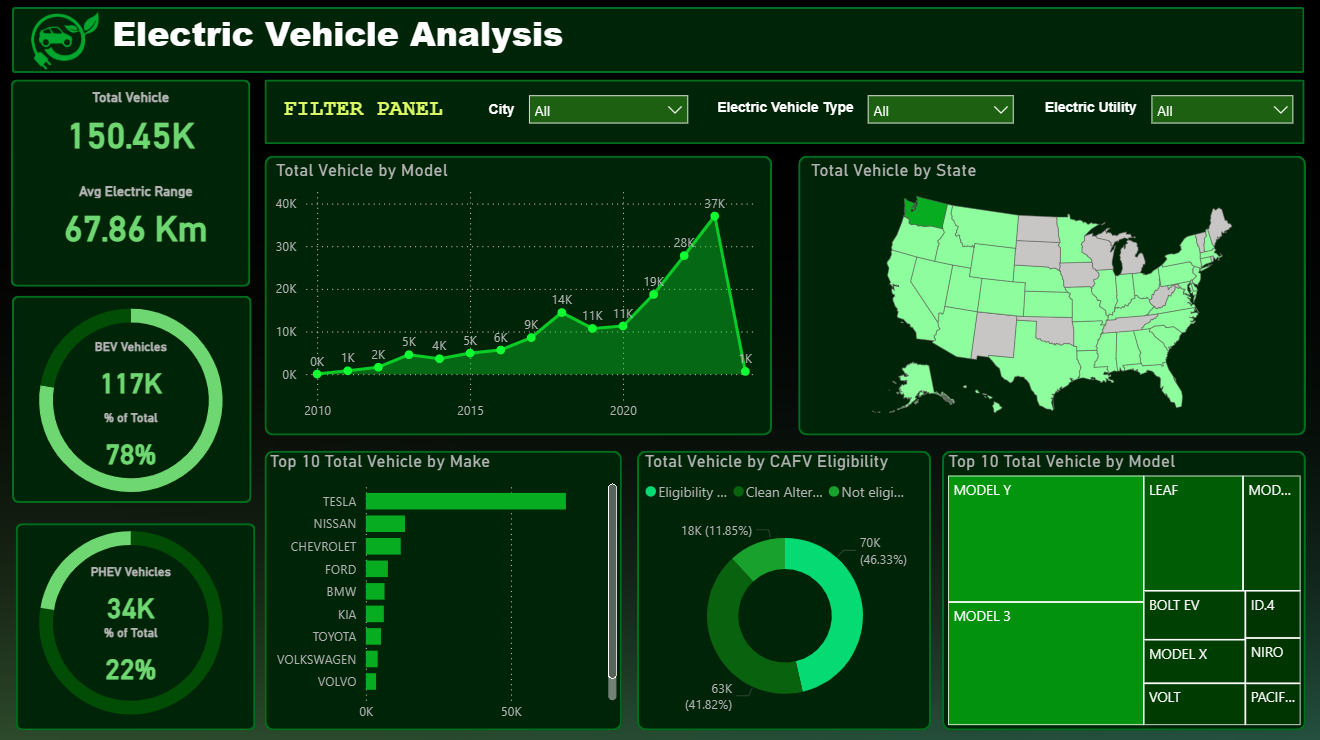 Electric Vehicle Analysis
Total Vehicle
150.45K
Avg Electric Range
67.86 Km
FILTER PANEL
City
All
Electric Vehicle Type
All
Electric Utility
All
BEV Vehicles
117K
% of Total
78%
PHEV Vehicles
34K
% of Total
22%
Total Vehicle by Model
40K
30K
20K
10K
0K
0K
1K
2K
5K
4K
5K
6K
9K
14K
11K
11K
19K
28K
37K
1K
2010
2015
2020
Total Vehicle by State
Top 10 Total Vehicle by Make
TESLA
NISSAN
CHEVROLET
FORD
BMW
KIA
TOYOTA
VOLKSWAGEN
VOLVO
0K
50K
Total Vehicle by CAFV Eligibility
Eligibility ...
Clean Alter...
Not eligi...
18K (11.85%)
70K
(46.33%)
63K
(41.82%)
Top 10 Total Vehicle by Model
MODEL Y
MODEL 3
LEAF
MOD...
BOLT EV
ID.4
MODEL X
NIRO
VOLT
PACIF...